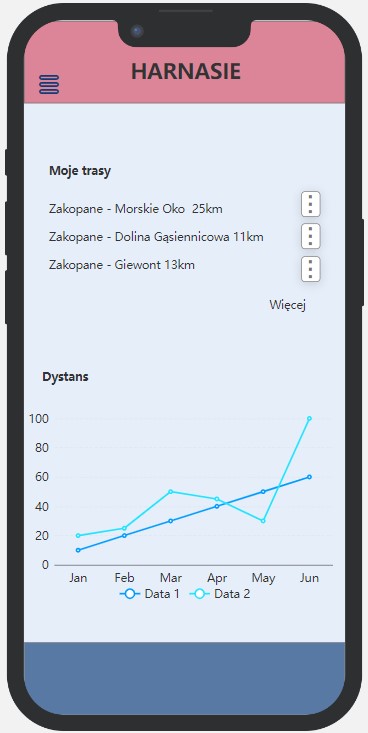 HARNASIE
Moje trasy
Zakopane - Morskie Oko  25km
Zakopane - Dolina Gąsiennicowa 11km
Zakopane - Giewont 13km
Więcej
Dystans
100
80
60
40
20
0
Jan Feb Mar Apr May Jun
Data 1 Data 2